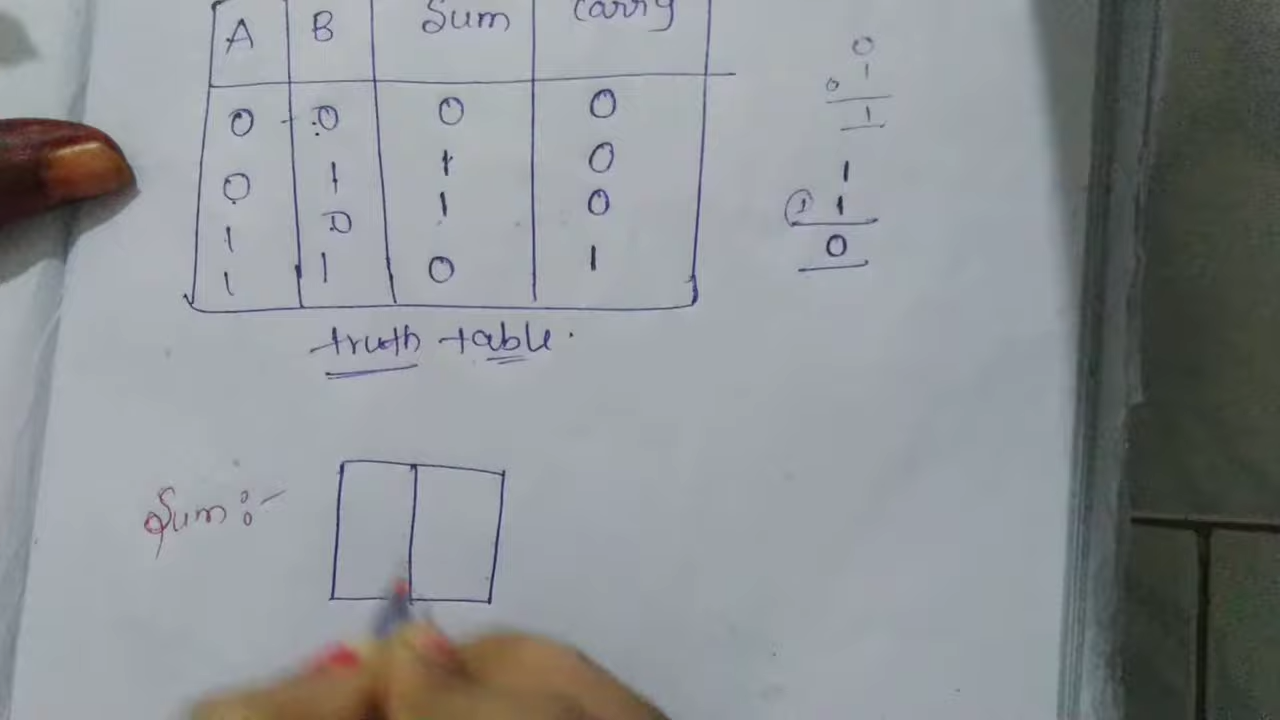 A B Sum Carry
0 0 0 0
0 1 1 0
1 0 1 0
1 1 0 1
truth table.
0
0 1
1
1
1 1
0
Sum :-